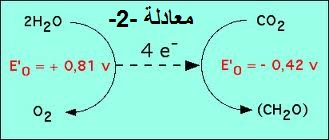 معادلة -2-
2H₂O
CO₂
4 e⁻
E'₀ = + 0,81 v
E'₀ = - 0,42 v
O₂
(CH₂O)